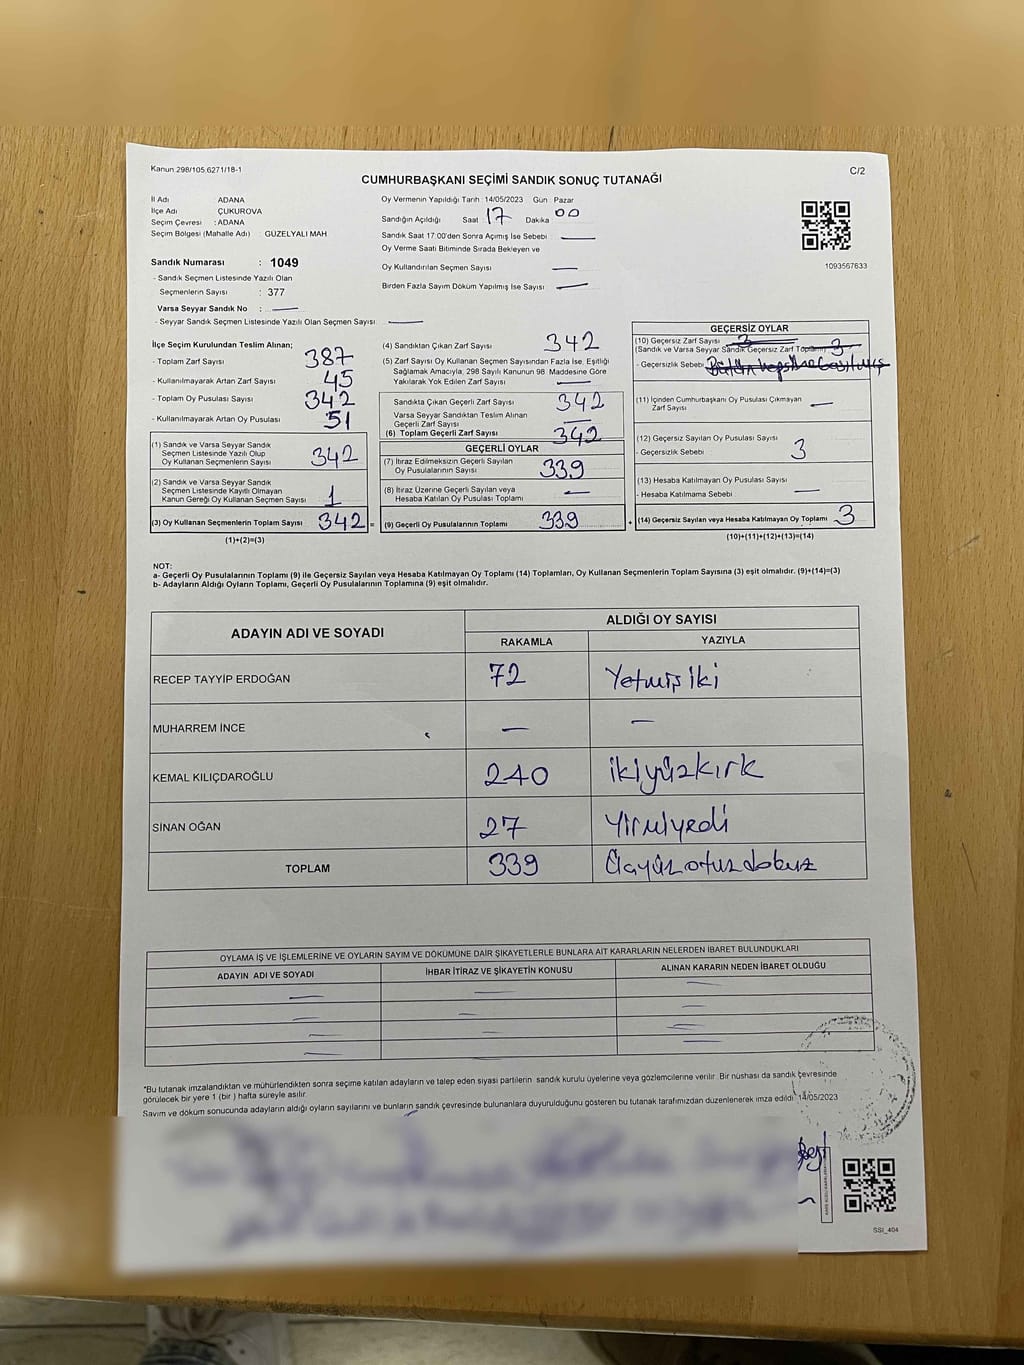 Kanun 298/105 6271/18-1
C/2
CUMHURBAŞKANI SEÇİMİ SANDIK SONUÇ TUTANAĞI
İl Adı ADANA
İlçe Adı ÇUKUROVA
Seçim Çevresi : ADANA
Seçim Bölgesi (Mahalle Adı) : GÜZELYALI MAH
Sandık Numarası : 1049
- Sandık Seçmen Listesinde Yazılı Olan
Seçmenlerin Sayısı : 377
Varsa Seyyar Sandık No : —
- Seyyar Sandık Seçmen Listesinde Yazılı Olan Seçmen Sayısı —
Oy Vermenin Yapıldığı Tarih 14/05/2023 Gün Pazar
Sandığın Açıldığı Saat 17 Dakika 00
Sandık Saat 17:00'den Sonra Açımış İse Sebebi —
Oy Verme Saati Bitiminde Sırada Bekleyen ve
Oy Kullandırılan Seçmen Sayısı —
Birden Fazla Sayım Döküm Yapılmış İse Sayısı —
1093567633
İlçe Seçim Kurulundan Teslim Alınan;
- Toplam Zarf Sayısı 387
- Kullanılmayarak Artan Zarf Sayısı 45
- Toplam Oy Pusulası Sayısı 342
- Kullanılmayarak Artan Oy Pusulası 51
(1) Sandık ve Varsa Seyyar Sandık
Seçmen Listesinde Yazılı Olup
Oy Kullanan Seçmenlerin Sayısı 342
(2) Sandık ve Varsa Seyyar Sandık
Seçmen Listesinde Kayıtlı Olmayan
Kanun Gereği Oy Kullanan Seçmen Sayısı 1
(3) Oy Kullanan Seçmenlerin Toplam Sayısı 342 =
(1)+(2)=(3)
(4) Sandıktan Çıkan Zarf Sayısı 342
(5) Zarf Sayısı Oy Kullanan Seçmen Sayısından Fazla İse, Eşitliği
Sağlamak Amacıyla, 298 Sayılı Kanunun 98. Maddesine Göre
Yakılarak Yok Edilen Zarf Sayısı —
Sandıkta Çıkan Geçerli Zarf Sayısı 342
Varsa Seyyar Sandıktan Teslim Alınan
Geçerli Zarf Sayısı —
(6) Toplam Geçerli Zarf Sayısı 342
GEÇERLİ OYLAR
(7) İtiraz Edilmeksizin Geçerli Sayılan
Oy Pusulalarının Sayısı 339
(8) İtiraz Üzerine Geçerli Sayılan veya
Hesaba Katılan Oy Pusulası Toplamı —
(9) Geçerli Oy Pusulalarının Toplamı 339 +
GEÇERSİZ OYLAR
(10) Geçersiz Zarf Sayısı 3
(Sandık ve Varsa Seyyar Sandık Geçersiz Zarf Toplamı) 3
- Geçersizlik Sebebi
(11) İçinden Cumhurbaşkanı Oy Pusulası Çıkmayan
Zarf Sayısı —
(12) Geçersiz Sayılan Oy Pusulası Sayısı 3
- Geçersizlik Sebebi
(13) Hesaba Katılmayan Oy Pusulası Sayısı
- Hesaba Katılmama Sebebi —
(14) Geçersiz Sayılan veya Hesaba Katılmayan Oy Toplamı 3
(10)+(11)+(12)+(13)=(14)
NOT:
a- Geçerli Oy Pusulalarının Toplamı (9) ile Geçersiz Sayılan veya Hesaba Katılmayan Oy Toplamı (14) Toplamları, Oy Kullanan Seçmenlerin Toplam Sayısına (3) eşit olmalıdır. (9)+(14)=(3)
b- Adayların Aldığı Oyların Toplamı, Geçerli Oy Pusulalarının Toplamına (9) eşit olmalıdır.
ADAYIN ADI VE SOYADI ALDIĞI OY SAYISI
RAKAMLA YAZIYLA
RECEP TAYYİP ERDOĞAN 72 Yetmiş iki
MUHARREM İNCE — —
KEMAL KILIÇDAROĞLU 240 ikiyüzkırk
SİNAN OĞAN 27 Yirmiyedi
TOPLAM 339 Üçyüzotuzdokuz
OYLAMA İŞ VE İŞLEMLERİNE VE OYLARIN SAYIM VE DÖKÜMÜNE DAİR ŞİKAYETLERLE BUNLARA AİT KARARLARIN NELERDEN İBARET BULUNDUKLARI
ADAYIN ADI VE SOYADI İHBAR İTİRAZ VE ŞİKAYETİN KONUSU ALINAN KARARIN NEDEN İBARET OLDUĞU
— — —
— — —
— — —
— — —
*Bu tutanak imzalandıktan ve mühürlendikten sonra seçime katılan adayların ve talep eden siyasi partilerin sandık kurulu üyelerine veya gözlemcilerine verilir. Bir nüshası da sandık çevresinde
görülecek bir yere 1 (bir) hafta süreyle asılır.
Sayım ve döküm sonucunda adayların aldığı oyların sayılarını ve bunların sandık çevresinde bulunanlara duyurulduğunu gösteren bu tutanak tarafımızdan düzenlenerek imza edildi. 14/05/2023
SSI_404